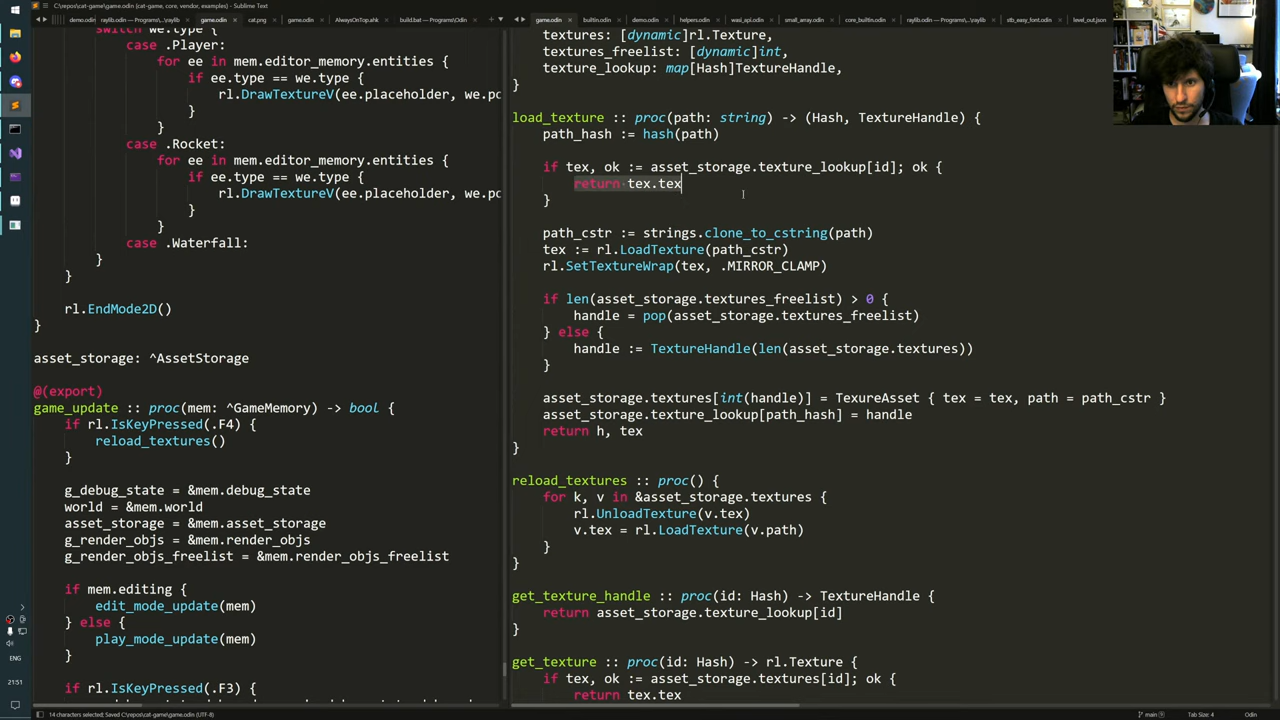 C:\repos\cat-game\game.odin (cat-game, core, vendor, examples) - Sublime Text
demo.odin
raylib.odin — Programs\...\raylib
game.odin
cat.png
game.odin
AlwaysOnTop.ahk
build.bat — Programs\Odin
switch we.type {
case .Player:
for ee in mem.editor_memory.entities {
if ee.type == we.type {
rl.DrawTextureV(ee.placeholder, we.po
}
}
case .Rocket:
for ee in mem.editor_memory.entities {
if ee.type == we.type {
rl.DrawTextureV(ee.placeholder, we.po
}
}
case .Waterfall:
}
}
rl.EndMode2D()
}
asset_storage: ^AssetStorage
@(export)
game_update :: proc(mem: ^GameMemory) -> bool {
if rl.IsKeyPressed(.F4) {
reload_textures()
}
g_debug_state = &mem.debug_state
world = &mem.world
asset_storage = &mem.asset_storage
g_render_objs = &mem.render_objs
g_render_objs_freelist = &mem.render_objs_freelist
if mem.editing {
edit_mode_update(mem)
} else {
play_mode_update(mem)
}
if rl.IsKeyPressed(.F3) {
game.odin
builtin.odin
demo.odin
helpers.odin
wasi_api.odin
small_array.odin
core_builtin.odin
raylib.odin — Programs\...\raylib
stb_easy_font.odin
level_out.json
textures: [dynamic]rl.Texture,
textures_freelist: [dynamic]int,
texture_lookup: map[Hash]TextureHandle,
}
load_texture :: proc(path: string) -> (Hash, TextureHandle) {
path_hash := hash(path)
if tex, ok := asset_storage.texture_lookup[id]; ok {
return tex.tex
}
path_cstr := strings.clone_to_cstring(path)
tex := rl.LoadTexture(path_cstr)
rl.SetTextureWrap(tex, .MIRROR_CLAMP)
if len(asset_storage.textures_freelist) > 0 {
handle = pop(asset_storage.textures_freelist)
} else {
handle := TextureHandle(len(asset_storage.textures))
}
asset_storage.textures[int(handle)] = TexureAsset { tex = tex, path = path_cstr }
asset_storage.texture_lookup[path_hash] = handle
return h, tex
}
reload_textures :: proc() {
for k, v in &asset_storage.textures {
rl.UnloadTexture(v.tex)
v.tex = rl.LoadTexture(v.path)
}
}
get_texture_handle :: proc(id: Hash) -> TextureHandle {
return asset_storage.texture_lookup[id]
}
get_texture :: proc(id: Hash) -> rl.Texture {
if tex, ok := asset_storage.textures[id]; ok {
return tex.tex
ENG
21:51
14 characters selected; Saved C:\repos\cat-game\game.odin (UTF-8)
main
Tab Size: 4
Odin